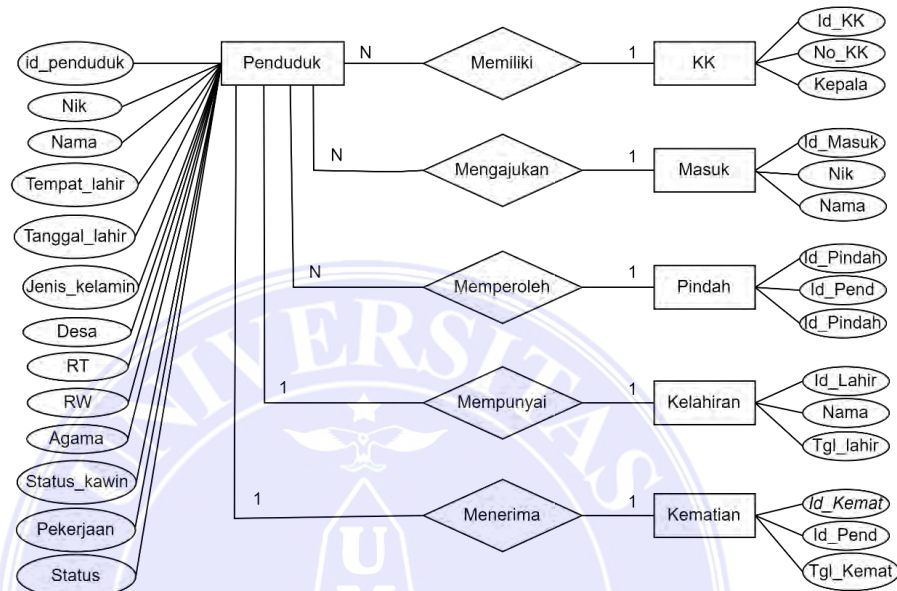 id_penduduk
Nik
Nama
Tempat_lahir
Tanggal_lahir
Jenis_kelamin
Desa
RT
RW
Agama
Status_kawin
Pekerjaan
Status
Penduduk
N
Memiliki
1
KK
Id_KK
No_KK
Kepala
N
Mengajukan
1
Masuk
Id_Masuk
Nik
Nama
N
Memperoleh
1
Pindah
Id_Pindah
Id_Pend
Id_Pindah
1
Mempunyai
1
Kelahiran
Id_Lahir
Nama
Tgl_lahir
1
Menerima
1
Kematian
Id_Kemat
Id_Pend
Tgl_Kemat
UNIVERSITAS
U